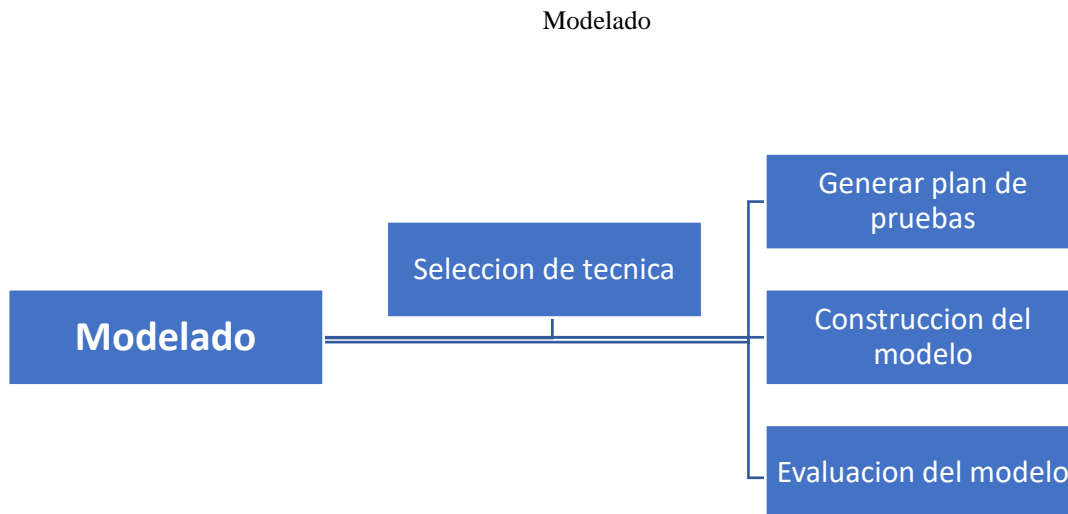 Modelado
Generar plan de
pruebas
Seleccion de tecnica
Modelado
Construccion del
modelo
Evaluacion del modelo